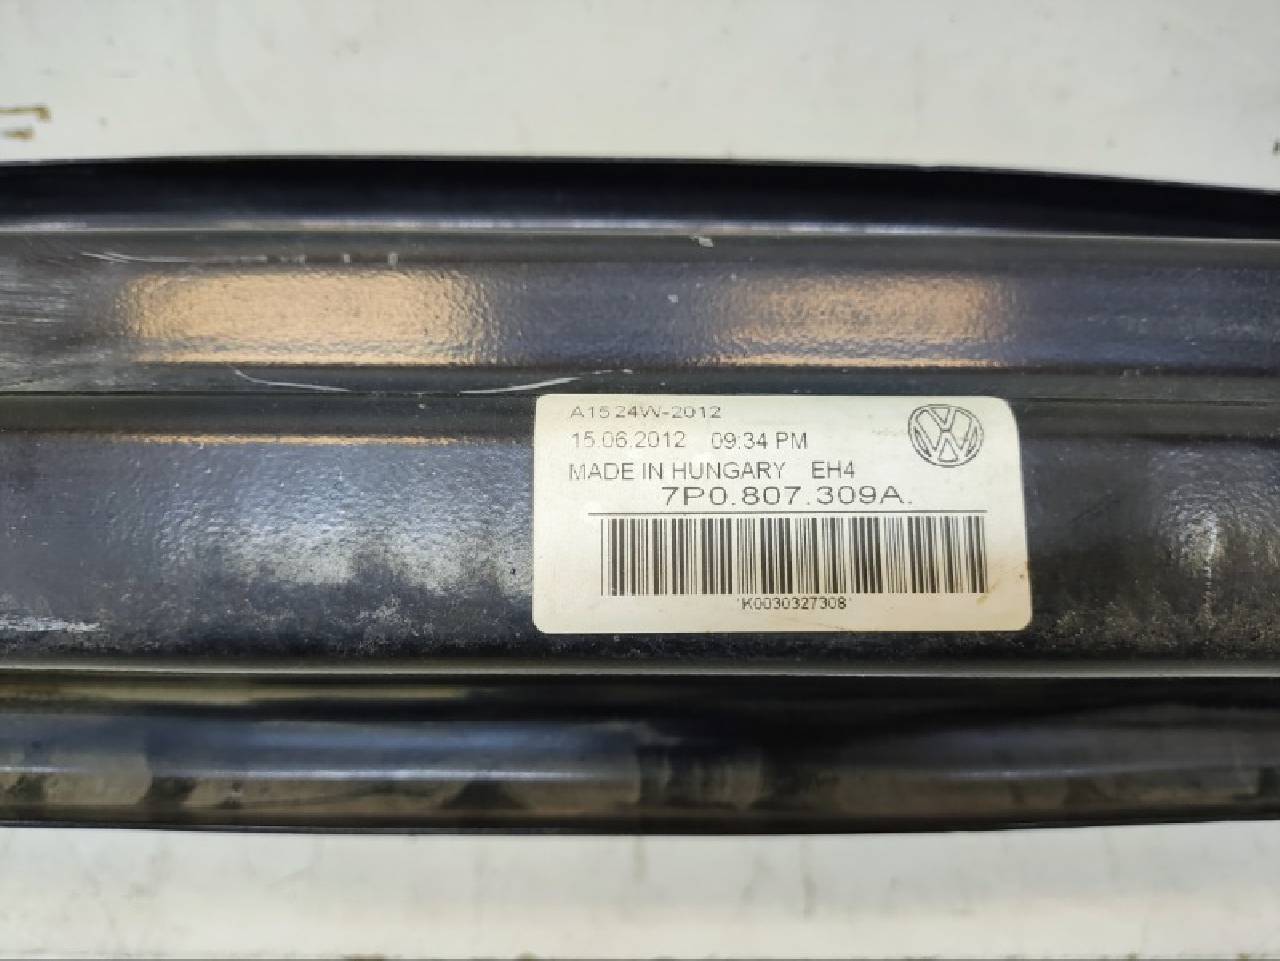 A15 24W-2012
15.06.2012 09:34 PM
MADE IN HUNGARY EH4
7P0.807.309A.
*K0030327308*